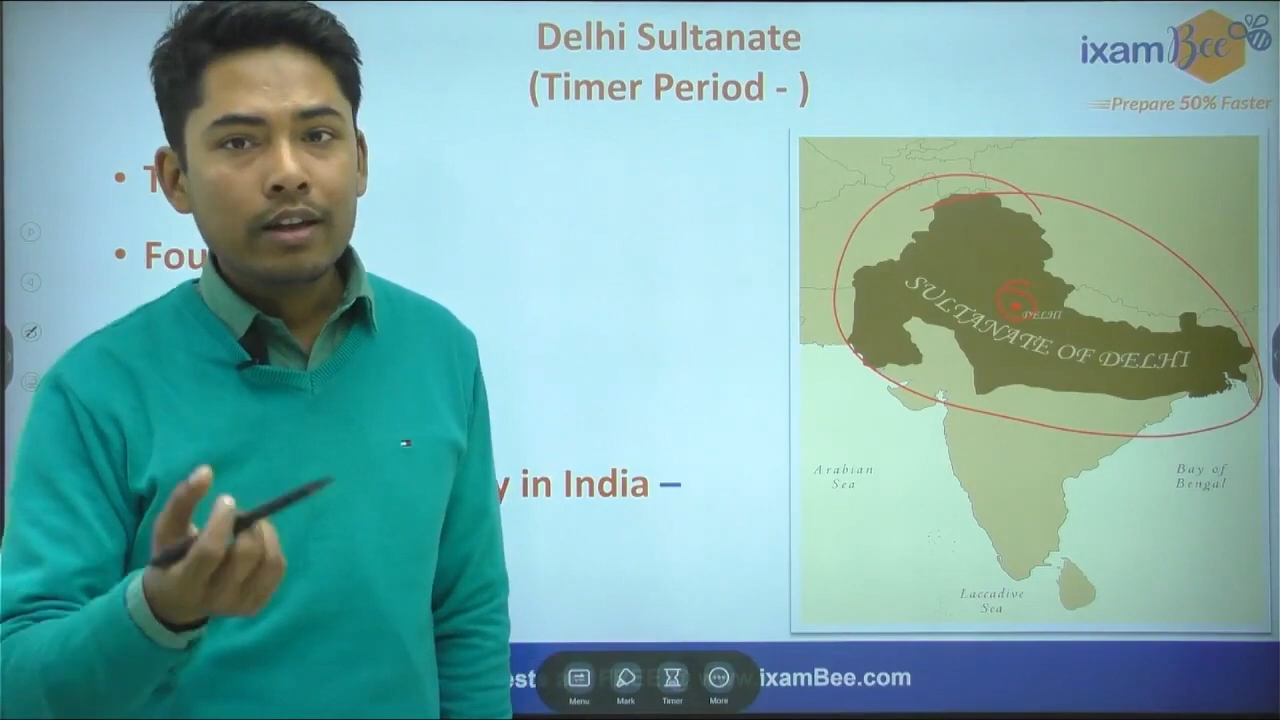 Delhi Sultanate
(Timer Period - )
ixamBee
Prepare 50% Faster
• T
• Fou
SULTANATE OF DELHI
DELHI
Arabian
Sea
Bay of
Bengal
y in India –
Laccadive
Sea
ixamBee.com
Menu
Mark
Timer
More